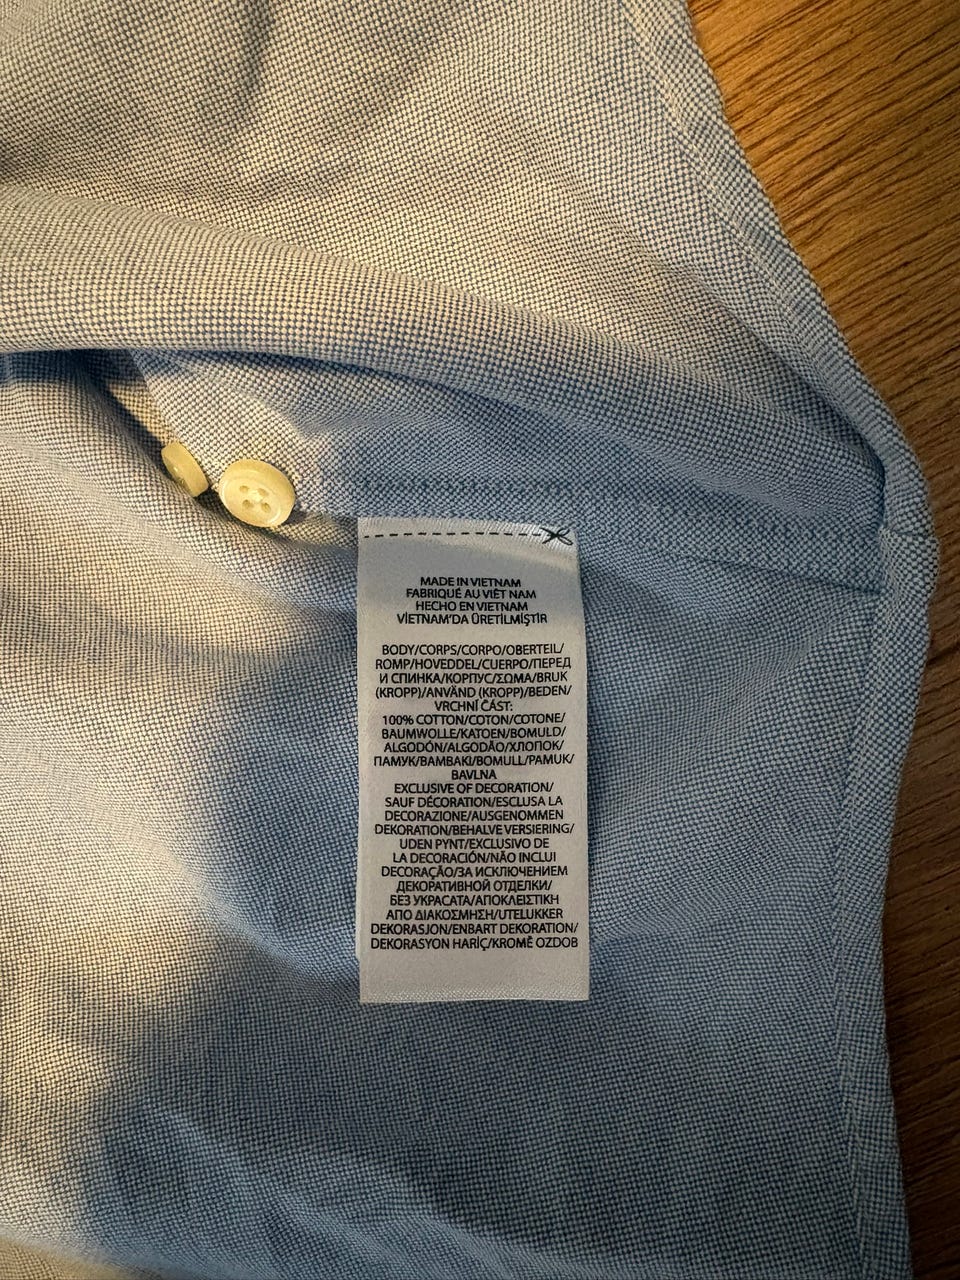 MADE IN VIETNAM
FABRIQUÉ AU VIÊT NAM
HECHO EN VIETNAM
VİETNAM'DA ÜRETİLMİŞTİR
BODY/CORPS/CORPO/OBERTEIL/
ROMP/HOVEDDEL/CUERPO/ПЕРЕД
И СПИНКА/КОРПУС/ΣΩΜΑ/BRUK
(KROPP)/ANVÄND (KROPP)/BEDEN/
VRCHNÍ ČÁST:
100% COTTON/COTON/COTONE/
BAUMWOLLE/KATOEN/BOMULD/
ALGODÓN/ALGODÃO/ХЛОПОК/
ПАМУК/ΒΑΜΒΑΚΙ/BOMULL/PAMUK/
BAVLNA
EXCLUSIVE OF DECORATION/
SAUF DÉCORATION/ESCLUSA LA
DECORAZIONE/AUSGENOMMEN
DEKORATION/BEHALVE VERSIERING/
UDEN PYNT/EXCLUSIVO DE
LA DECORACIÓN/NÃO INCLUI
DECORAÇÃO/ЗА ИСКЛЮЧЕНИЕМ
ДЕКОРАТИВНОЙ ОТДЕЛКИ/
БЕЗ УКРАСАТА/ΑΠΟΚΛΕΙΣΤΙΚΗ
ΑΠΟ ΔΙΑΚΟΣΜΗΣΗ/UTELUKKER
DEKORASJON/ENBART DEKORATION/
DEKORASYON HARİÇ/KROMĚ OZDOB